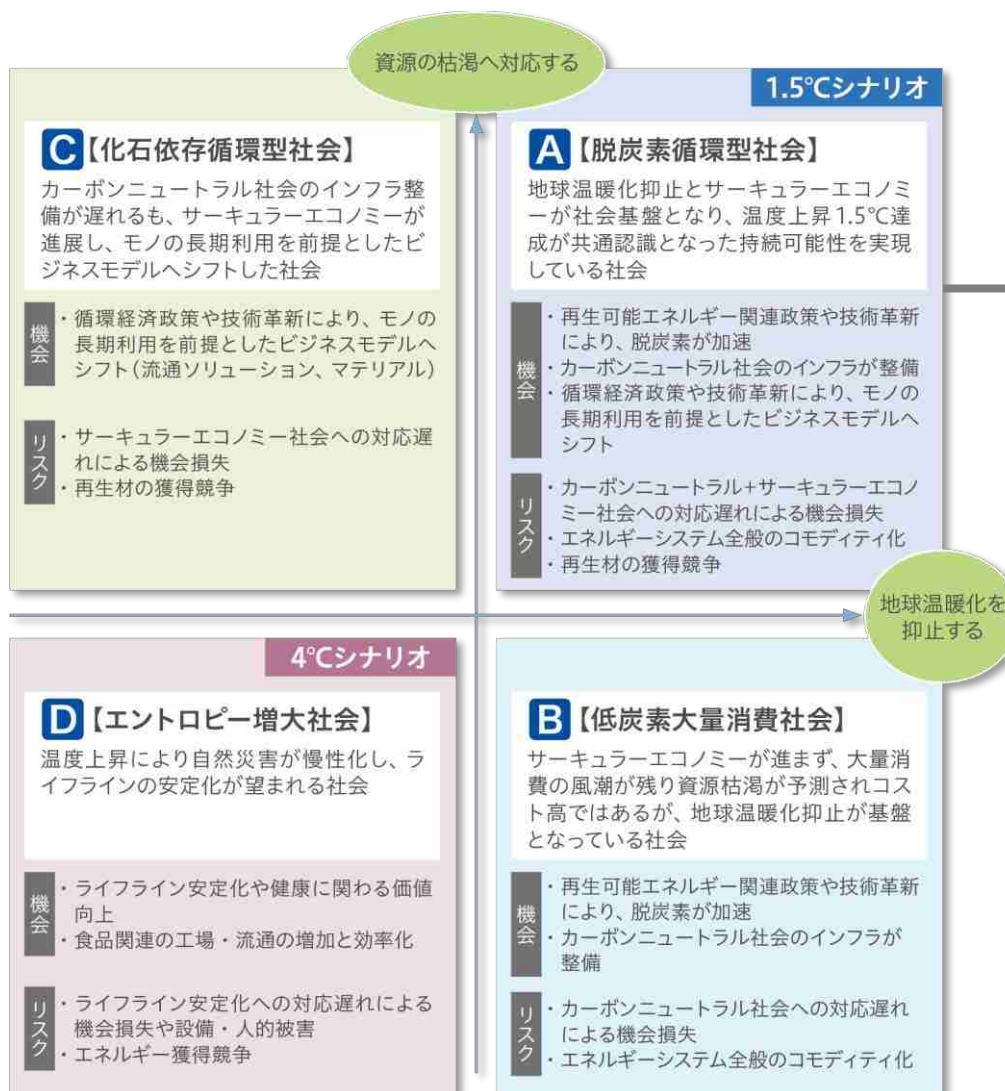 資源の枯渇へ対応する
C【化石依存循環型社会】
カーボンニュートラル社会のインフラ整
備が遅れるも、サーキュラーエコノミーが
進展し、モノの長期利用を前提としたビ
ジネスモデルへシフトした社会
機会
・循環経済政策や技術革新により、モノの
長期利用を前提としたビジネスモデルへ
シフト（流通ソリューション、マテリアル）
リスク
・サーキュラーエコノミー社会への対応遅
れによる機会損失
・再生材の獲得競争
1.5℃シナリオ
A【脱炭素循環型社会】
地球温暖化抑止とサーキュラーエコノミ
ーが社会基盤となり、温度上昇1.5℃達
成が共通認識となった持続可能性を実現
している社会
機会
・再生可能エネルギー関連政策や技術革新
により、脱炭素が加速
・カーボンニュートラル社会のインフラが整備
・循環経済政策や技術革新により、モノの
長期利用を前提としたビジネスモデルへ
シフト
リスク
・カーボンニュートラル+サーキュラーエコノ
ミー社会への対応遅れによる機会損失
・エネルギーシステム全般のコモディティ化
・再生材の獲得競争
地球温暖化を
抑止する
4℃シナリオ
D【エントロピー増大社会】
温度上昇により自然災害が慢性化し、ラ
イフラインの安定化が望まれる社会
機会
・ライフライン安定化や健康に関わる価値
向上
・食品関連の工場・流通の増加と効率化
リスク
・ライフライン安定化への対応遅れによる
機会損失や設備・人的被害
・エネルギー獲得競争
B【低炭素大量消費社会】
サーキュラーエコノミーが進まず、大量消
費の風潮が残り資源枯渇が予測されコス
ト高ではあるが、地球温暖化抑止が基盤
となっている社会
機会
・再生可能エネルギー関連政策や技術革新
により、脱炭素が加速
・カーボンニュートラル社会のインフラが
整備
リスク
・カーボンニュートラル社会への対応遅れ
による機会損失
・エネルギーシステム全般のコモディティ化